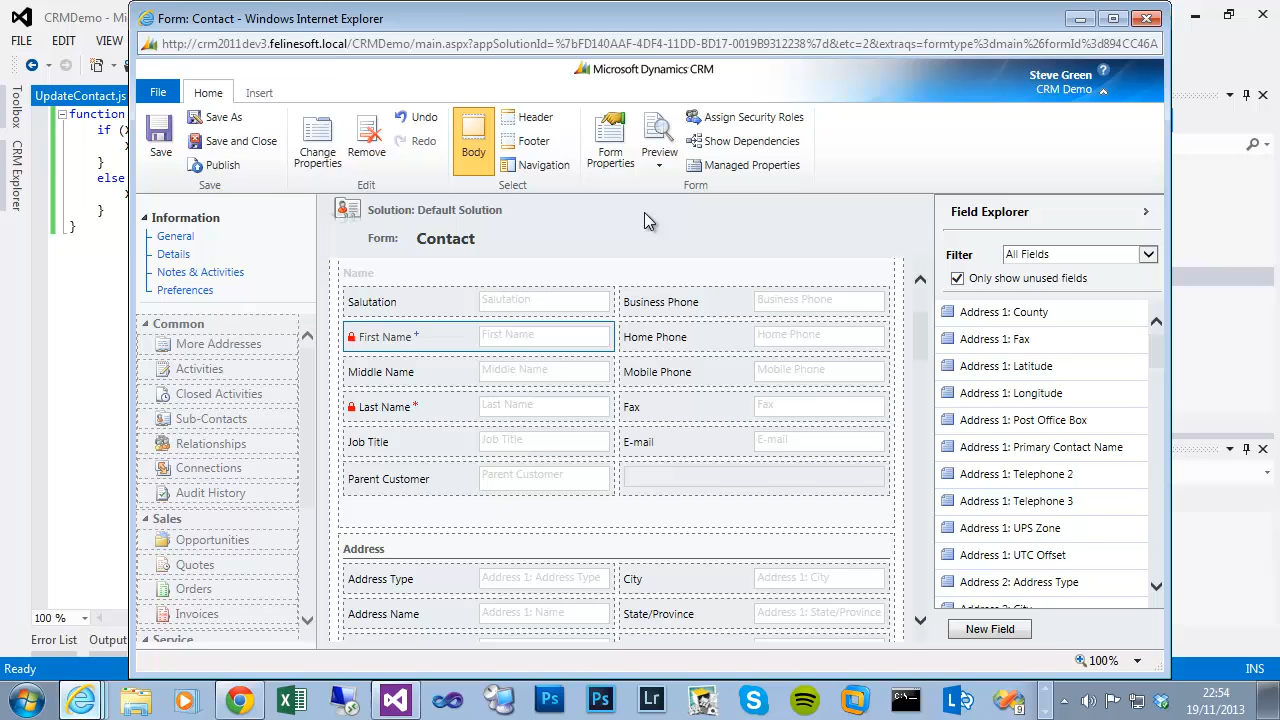 CRMDemo - Mi
FILE EDIT V
UpdateContact.js
function
if (X
X
}
else
X
}
}
Toolbox
CRM Explorer
100 %
Error List Output
Ready
INS
Form: Contact - Windows Internet Explorer
http://crm2011dev3.felinesoft.local/CRMDemo/main.aspx?appSolutionId=%7bFD140AAF-4DF4-11DD-BD17-0019B9312238%7d&etc=2&extraqs=formtype%3dmain%26formId%3d894CC46A
Microsoft Dynamics CRM
Steve Green
CRM Demo
File Home Insert
Save
Save As
Save and Close
Publish
Save
Change Properties
Remove
Undo
Redo
Edit
Body
Header
Footer
Navigation
Select
Form Properties
Preview
Assign Security Roles
Show Dependencies
Managed Properties
Form
Information
General
Details
Notes & Activities
Preferences
Common
More Addresses
Activities
Closed Activities
Sub-Contacts
Relationships
Connections
Audit History
Sales
Opportunities
Quotes
Orders
Invoices
Service
Solution: Default Solution
Form: Contact
Name
Salutation Salutation Business Phone Business Phone
First Name + First Name Home Phone Home Phone
Middle Name Middle Name Mobile Phone Mobile Phone
Last Name * Last Name Fax Fax
Job Title Job Title E-mail E-mail
Parent Customer Parent Customer
Address
Address Type Address 1: Address Type City Address 1: City
Address Name Address 1: Name State/Province Address 1: State/Province
Field Explorer
Filter All Fields
Only show unused fields
Address 1: County
Address 1: Fax
Address 1: Latitude
Address 1: Longitude
Address 1: Post Office Box
Address 1: Primary Contact Name
Address 1: Telephone 2
Address 1: Telephone 3
Address 1: UPS Zone
Address 1: UTC Offset
Address 2: Address Type
Address 2: City
New Field
100%
Ps Ps Lr
22:54
19/11/2013